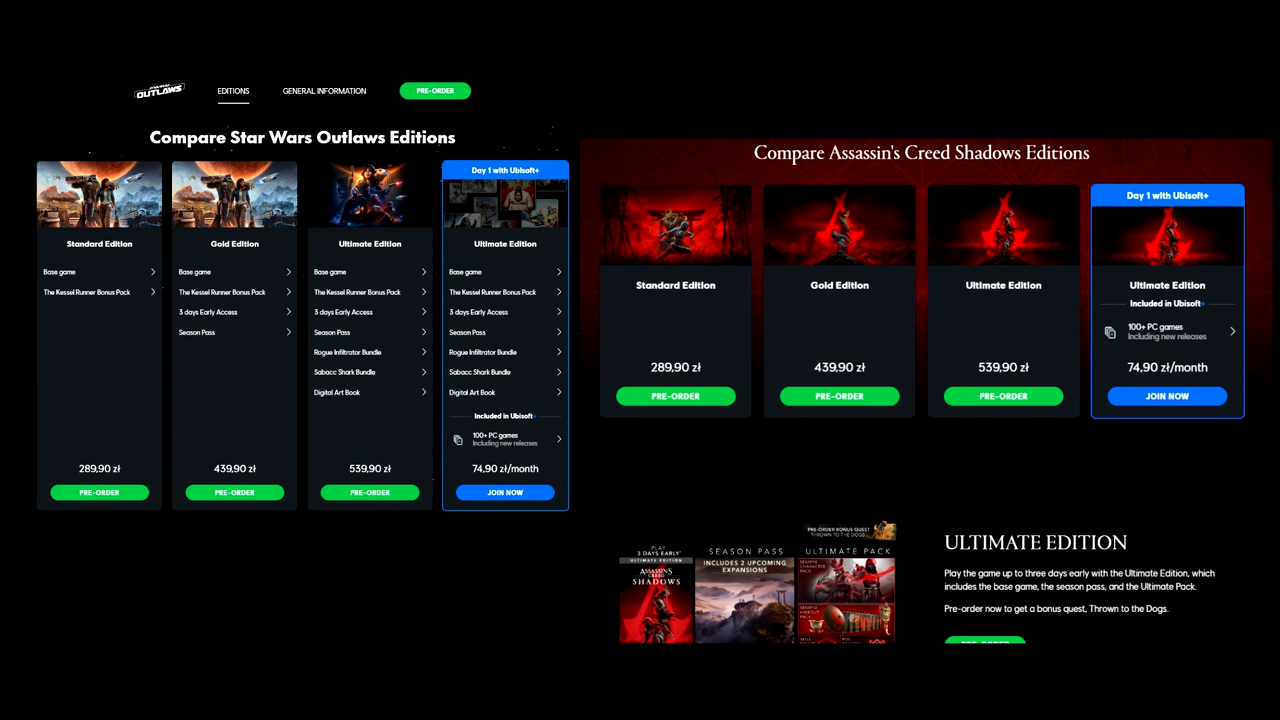 STAR WARS
OUTLAWS
EDITIONS
GENERAL INFORMATION
PRE-ORDER
Compare Star Wars Outlaws Editions
Standard Edition
Base game
The Kessel Runner Bonus Pack
289,90 zł
PRE-ORDER
Gold Edition
Base game
The Kessel Runner Bonus Pack
3 days Early Access
Season Pass
439,90 zł
PRE-ORDER
Ultimate Edition
Base game
The Kessel Runner Bonus Pack
3 days Early Access
Season Pass
Rogue Infiltrator Bundle
Sabacc Shark Bundle
Digital Art Book
539,90 zł
PRE-ORDER
Day 1 with Ubisoft+
Ultimate Edition
Base game
The Kessel Runner Bonus Pack
3 days Early Access
Season Pass
Rogue Infiltrator Bundle
Sabacc Shark Bundle
Digital Art Book
Included in Ubisoft+
100+ PC games
Including new releases
74,90 zł/month
JOIN NOW
Compare Assassin's Creed Shadows Editions
Standard Edition
289,90 zł
PRE-ORDER
Gold Edition
439,90 zł
PRE-ORDER
Ultimate Edition
539,90 zł
PRE-ORDER
Day 1 with Ubisoft+
Ultimate Edition
Included in Ubisoft+
100+ PC games
Including new releases
74,90 zł/month
JOIN NOW
PLAY
3 DAYS EARLY*
ULTIMATE EDITION
ASSASSIN'S
CREED
SHADOWS
SEASON PASS
INCLUDES 2 UPCOMING
EXPANSIONS
PRE-ORDER BONUS QUEST
THROWN TO THE DOGS
ULTIMATE PACK
SEKIRYU
CHARACTER
PACK
SEKIRYU
HIDEOUT
PACK
ULTIMATE EDITION
Play the game up to three days early with the Ultimate Edition, which
includes the base game, the season pass, and the Ultimate Pack.
Pre-order now to get a bonus quest, Thrown to the Dogs.
PRE-ORDER